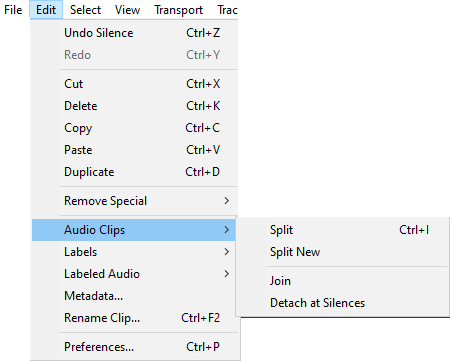 File Edit Select View Transport Trac
Undo Silence Ctrl+Z
Redo Ctrl+Y
Cut Ctrl+X
Delete Ctrl+K
Copy Ctrl+C
Paste Ctrl+V
Duplicate Ctrl+D
Remove Special >
Audio Clips >
Split Ctrl+I
Split New
Join
Detach at Silences
Labels >
Labeled Audio >
Metadata...
Rename Clip... Ctrl+F2
Preferences... Ctrl+P